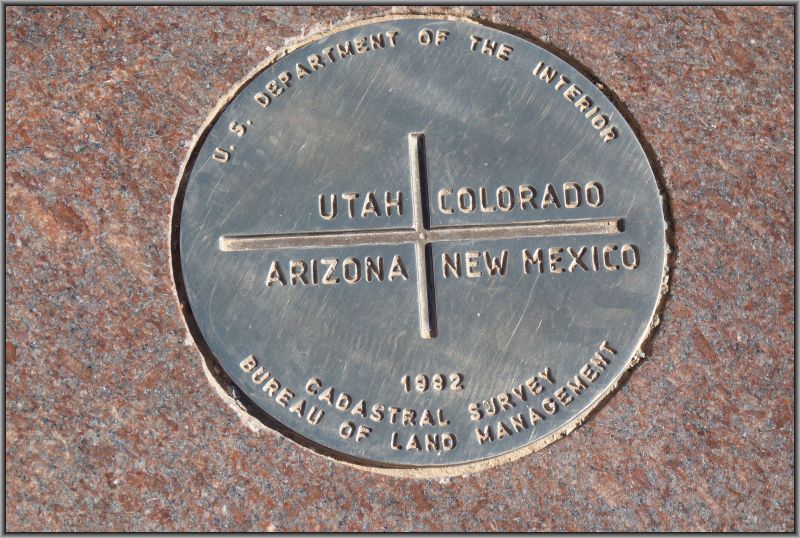 U.S. DEPARTMENT OF THE INTERIOR
UTAH COLORADO
ARIZONA NEW MEXICO
1992
CADASTRAL SURVEY
BUREAU OF LAND MANAGEMENT